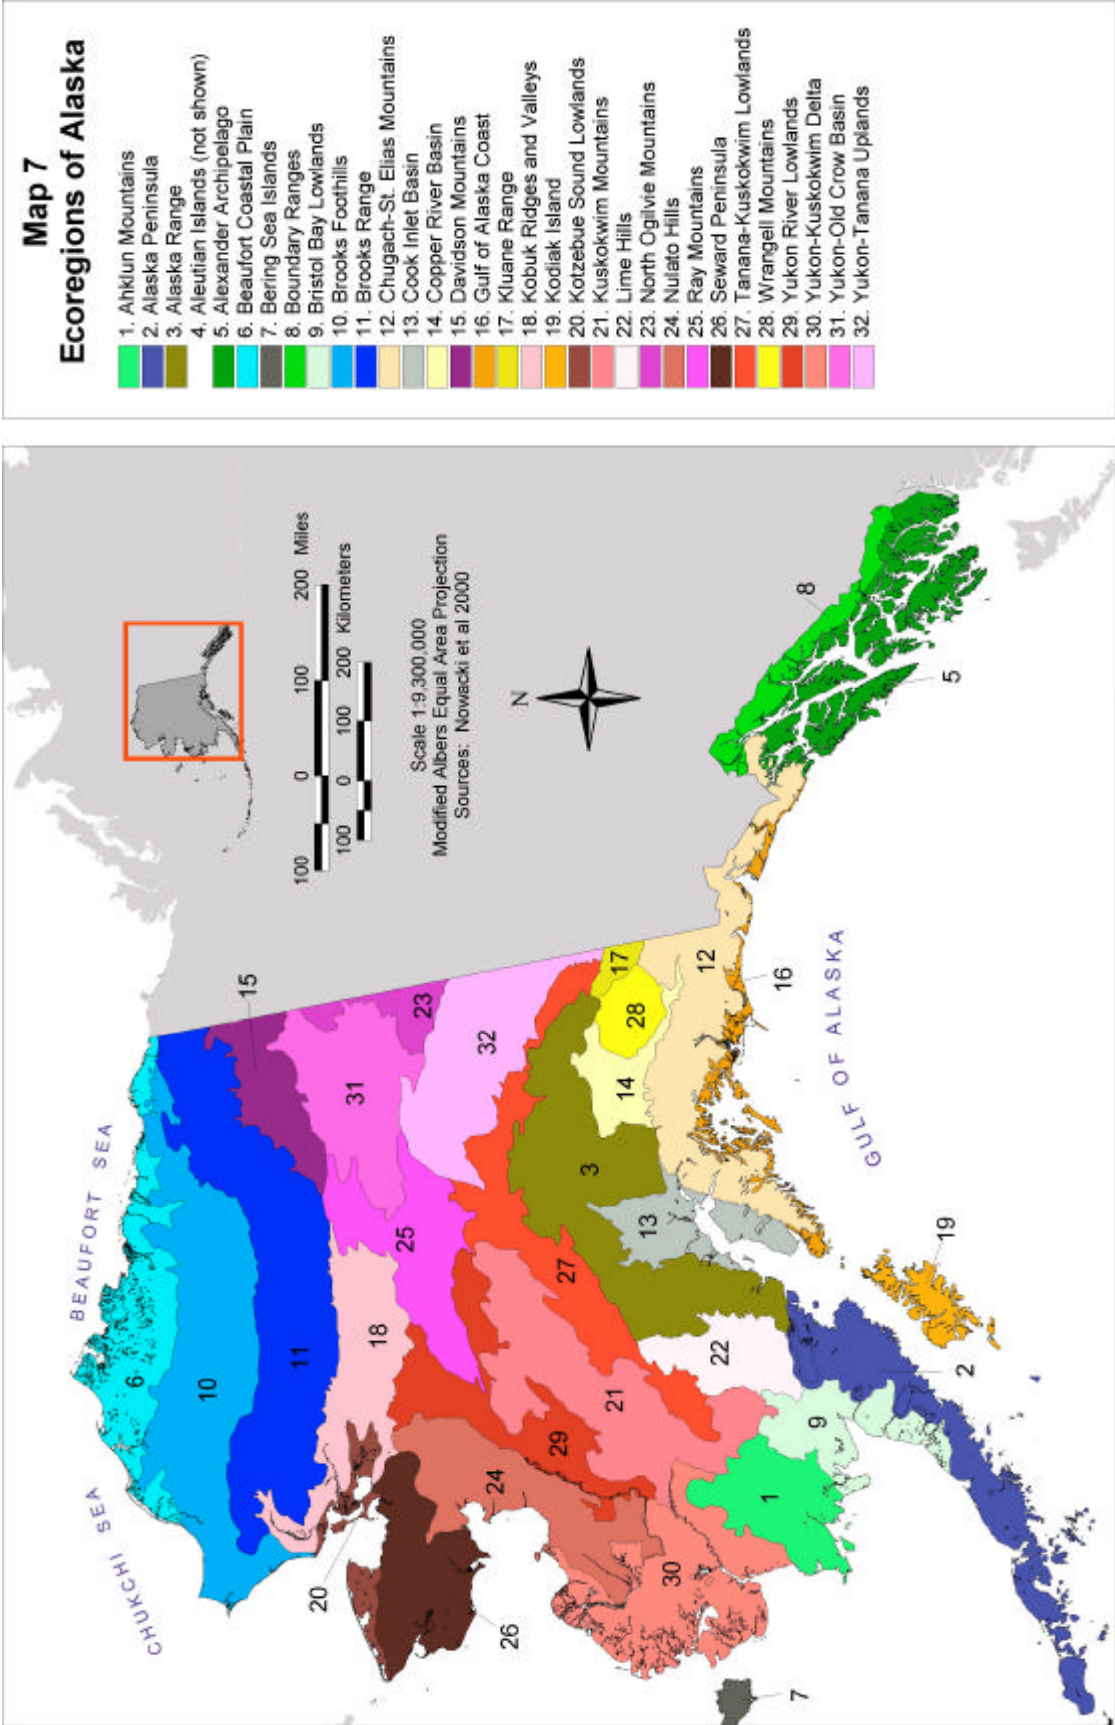 Map 7
Ecoregions of Alaska
1. Ahklun Mountains
2. Alaska Peninsula
3. Alaska Range
4. Aleutian Islands (not shown)
5. Alexander Archipelago
6. Beaufort Coastal Plain
7. Bering Sea Islands
8. Boundary Ranges
9. Bristol Bay Lowlands
10. Brooks Foothills
11. Brooks Range
12. Chugach-St. Elias Mountains
13. Cook Inlet Basin
14. Copper River Basin
15. Davidson Mountains
16. Gulf of Alaska Coast
17. Kluane Range
18. Kobuk Ridges and Valleys
19. Kodiak Island
20. Kotzebue Sound Lowlands
21. Kuskokwim Mountains
22. Lime Hills
23. North Ogilvie Mountains
24. Nulato Hills
25. Ray Mountains
26. Seward Peninsula
27. Tanana-Kuskokwim Lowlands
28. Wrangell Mountains
29. Yukon River Lowlands
30. Yukon-Kuskokwim Delta
31. Yukon-Old Crow Basin
32. Yukon-Tanana Uplands
100 0 100 200 Miles
100 0 100 200 Kilometers
Scale 1:9,300,000
Modified Albers Equal Area Projection
Sources: Nowacki et al 2000
N
CHUKCHI SEA
BEAUFORT SEA
GULF OF ALASKA
6
10
11
15
20
18
25
31
23
26
24
29
27
32
21
3
30
22
13
14
28
17
1
9
12
7
2
19
16
8
5